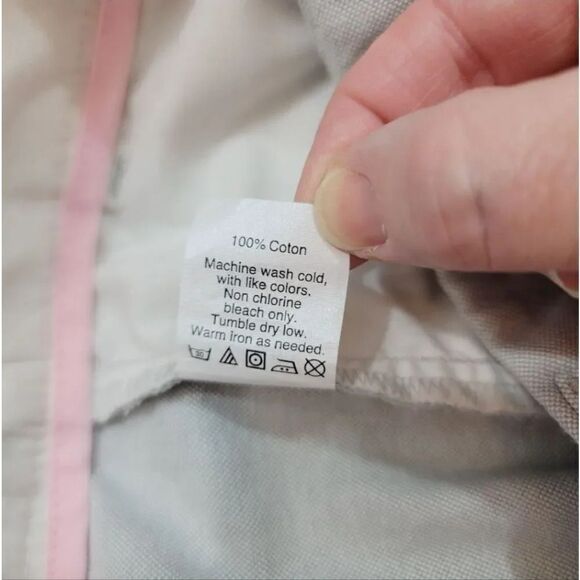 100% Coton
Machine wash cold,
with like colors.
Non chlorine
bleach only.
Tumble dry low.
Warm iron as needed.
30